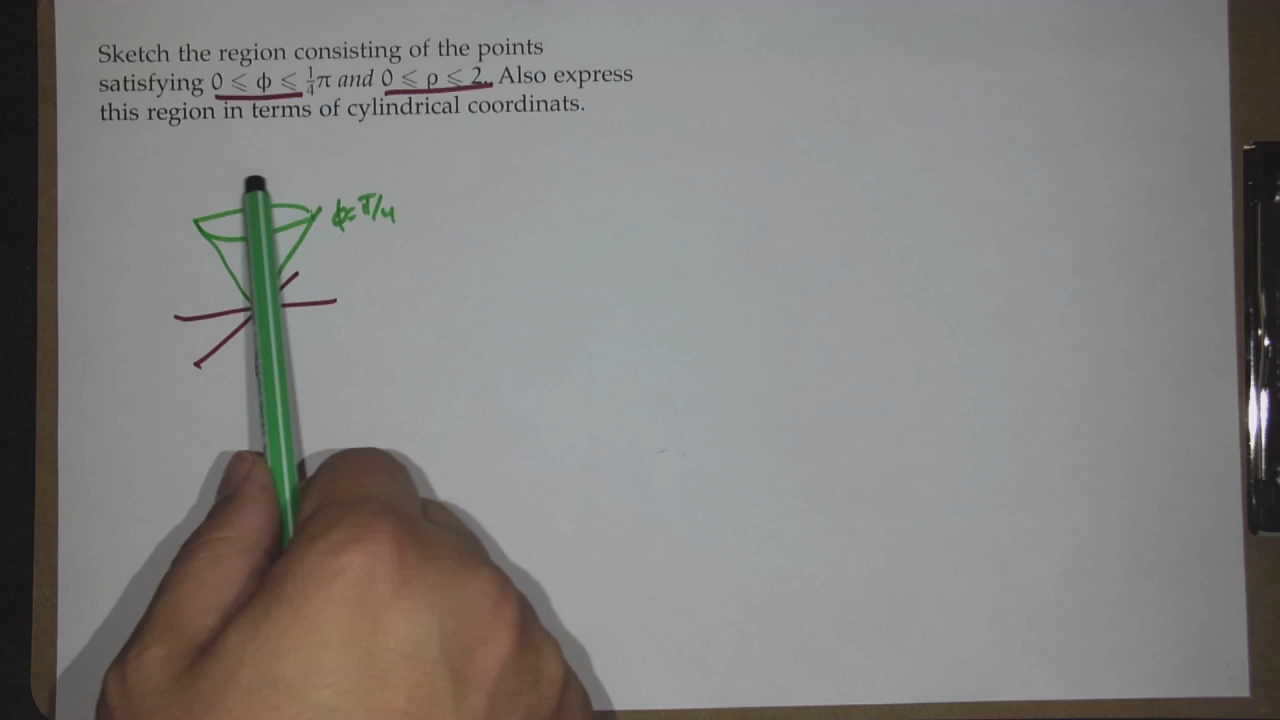 Sketch the region consisting of the points
satisfying 0 ⩽ ϕ ⩽ ¼π and 0 ⩽ ρ ⩽ 2. Also express
this region in terms of cylindrical coordinats.
ϕ=π/4